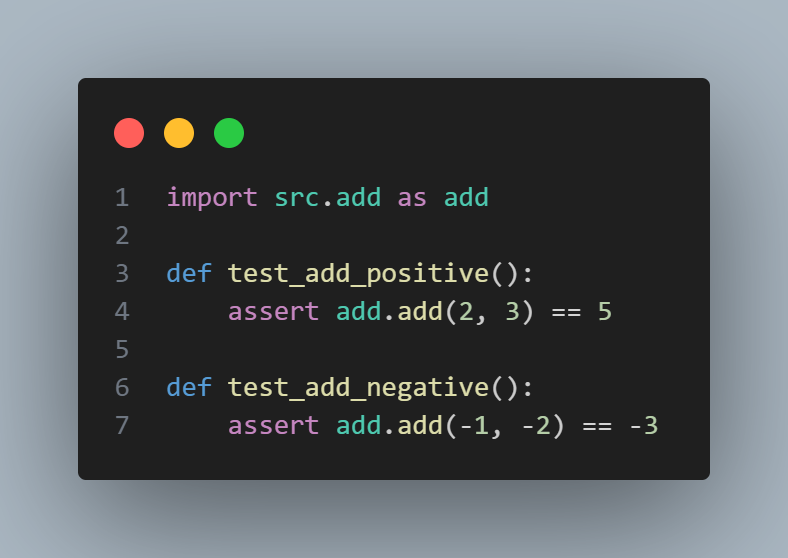 1 import src.add as add
2
3 def test_add_positive():
4     assert add.add(2, 3) == 5
5
6 def test_add_negative():
7     assert add.add(-1, -2) == -3